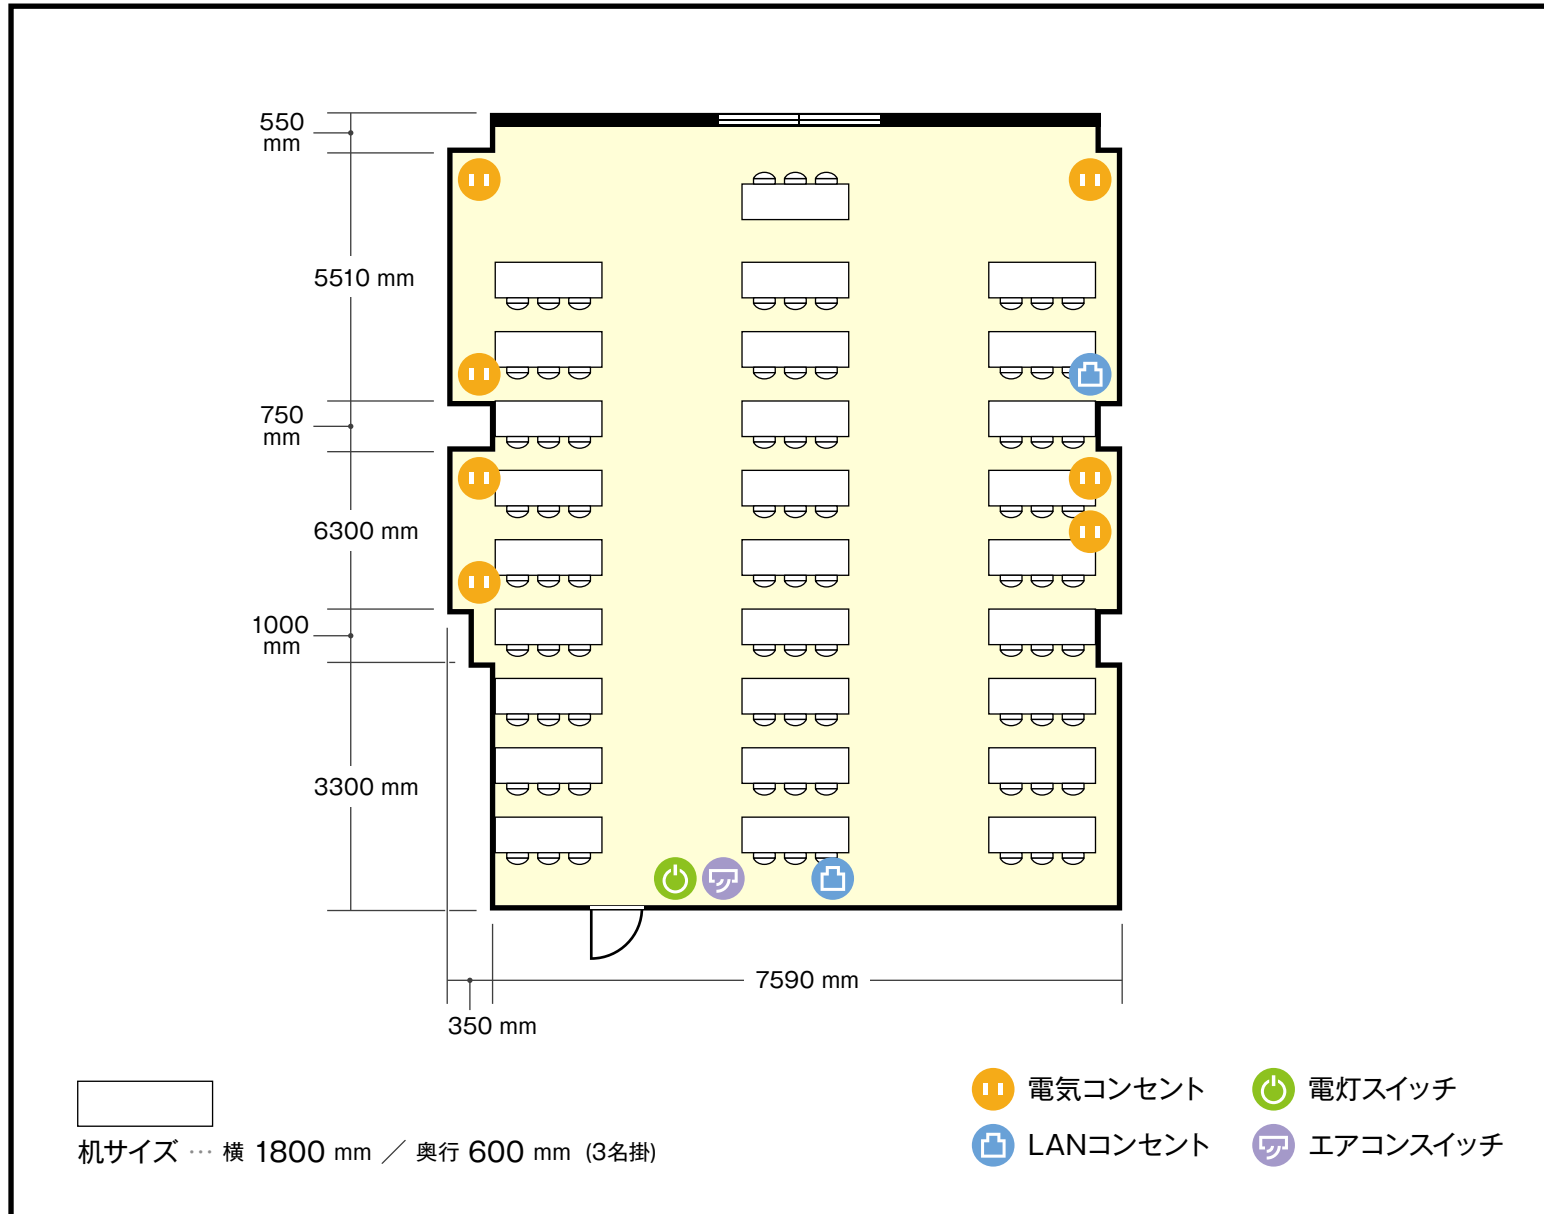 550
mm
5510 mm
750
mm
6300 mm
1000
mm
3300 mm
7590 mm
350 mm
机サイズ … 横 1800 mm ／ 奥行 600 mm (3名掛)
電気コンセント
電灯スイッチ
LANコンセント
エアコンスイッチ